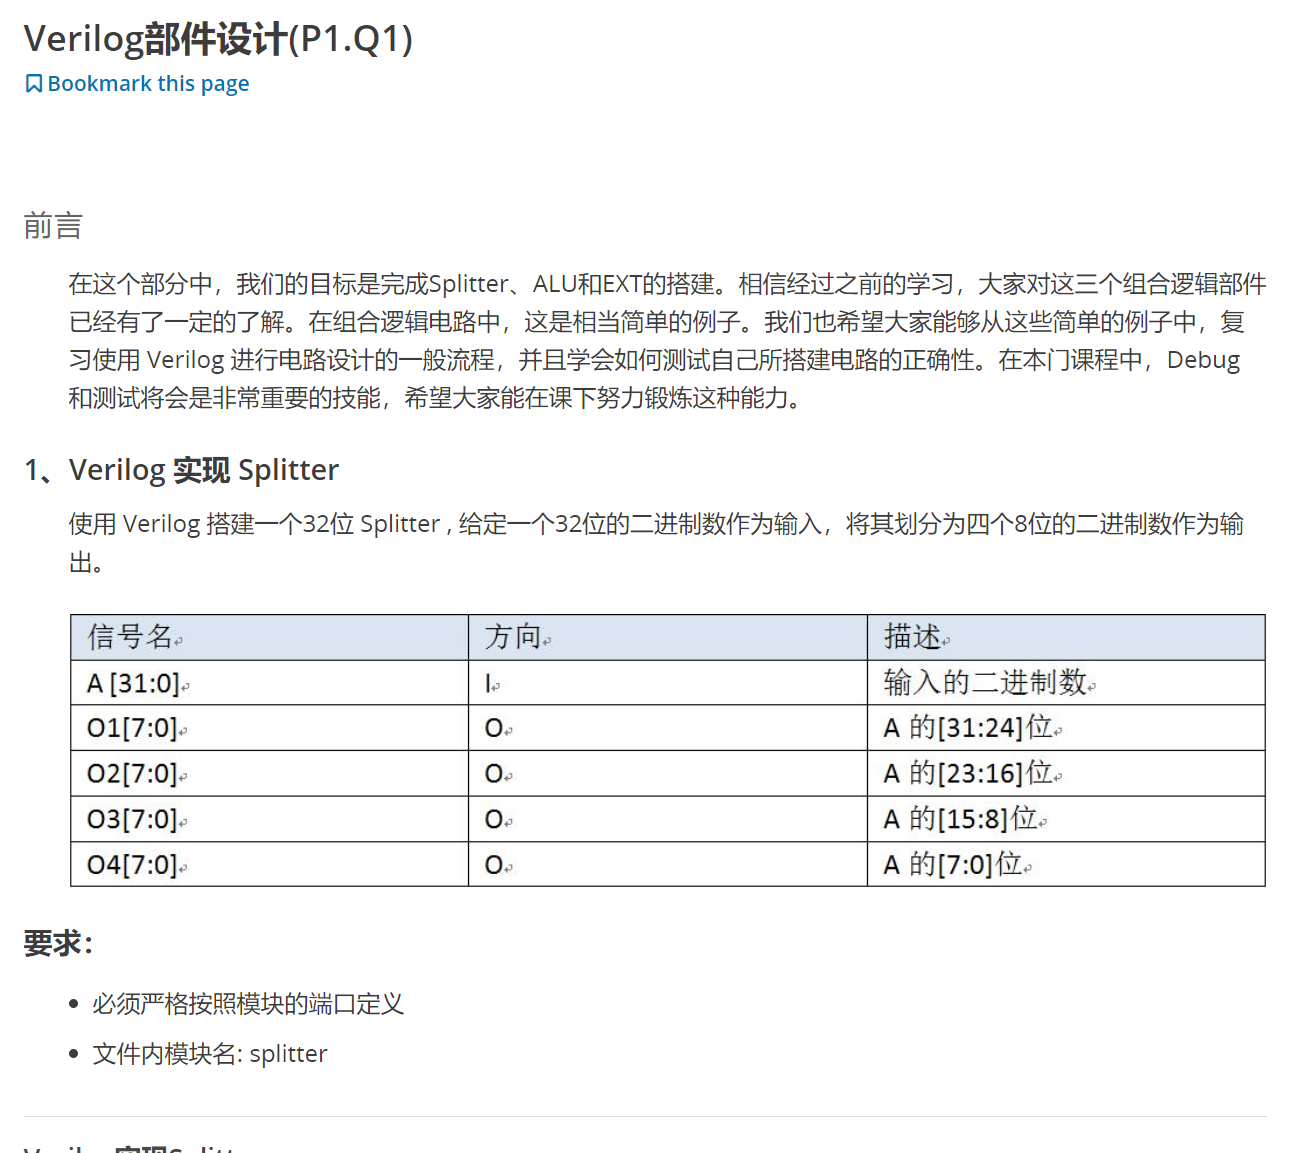 Verilog部件设计(P1.Q1)
Bookmark this page
前言
在这个部分中，我们的目标是完成Splitter、ALU和EXT的搭建。相信经过之前的学习，大家对这三个组合逻辑部件
已经有了一定的了解。在组合逻辑电路中，这是相当简单的例子。我们也希望大家能够从这些简单的例子中，复
习使用 Verilog 进行电路设计的一般流程，并且学会如何测试自己所搭建电路的正确性。在本门课程中，Debug
和测试将会是非常重要的技能，希望大家能在课下努力锻炼这种能力。
1、Verilog 实现 Splitter
使用 Verilog 搭建一个32位 Splitter , 给定一个32位的二进制数作为输入，将其划分为四个8位的二进制数作为输
出。
信号名 方向 描述
A [31:0] I 输入的二进制数
O1[7:0] O A 的[31:24]位
O2[7:0] O A 的[23:16]位
O3[7:0] O A 的[15:8]位
O4[7:0] O A 的[7:0]位
要求：
• 必须严格按照模块的端口定义
• 文件内模块名: splitter